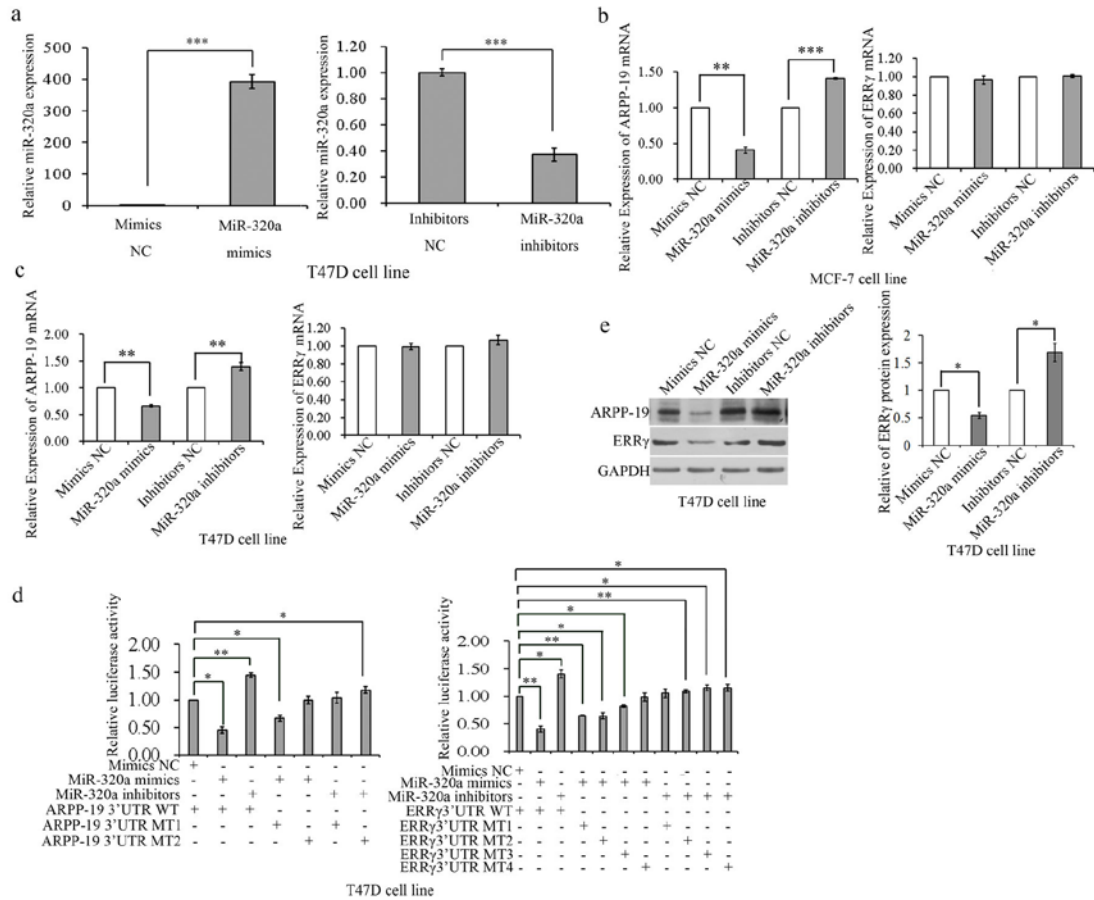 a
Relative miR-320a expression
500
400
300
200
100
0
***
Mimics NC
MiR-320a mimics
Relative miR-320a expression
1.20
1.00
0.80
0.60
0.40
0.20
0.00
***
Inhibitors NC
MiR-320a inhibitors
T47D cell line
b
Relative Expression of ARPP-19 mRNA
1.50
1.00
0.50
0.00
**
***
Mimics NC
MiR-320a mimics
Inhibitors NC
MiR-320a inhibitors
Relative Expression of ERRγ mRNA
1.20
1.00
0.80
0.60
0.40
0.20
0.00
Mimics NC
MiR-320a mimics
Inhibitors NC
MiR-320a inhibitors
MCF-7 cell line
c
Relative Expression of ARPP-19 mRNA
2.00
1.50
1.00
0.50
0.00
**
**
Mimics NC
MiR-320a mimics
Inhibitors NC
MiR-320a inhibitors
Relative Expression of ERRγ mRNA
1.20
1.00
0.80
0.60
0.40
0.20
0.00
Mimics NC
MiR-320a mimics
Inhibitors NC
MiR-320a inhibitors
T47D cell line
e
Mimics NC
MiR-320a mimics
Inhibitors NC
MiR-320a inhibitors
ARPP-19
ERRγ
GAPDH
T47D cell line
Relative of ERRγ protein expression
2
1.5
1
0.5
0
*
*
Mimics NC
MiR-320a mimics
Inhibitors NC
MiR-320a inhibitors
T47D cell line
d
Relative luciferase activity
2.00
1.50
1.00
0.50
0.00
*
*
**
*
Mimics NC + - - - - - -
MiR-320a mimics - + - + + - -
MiR-320a inhibitors - - + - - + +
ARPP-19 3'UTR WT + + + - - - -
ARPP-19 3'UTR MT1 - - - + - + -
ARPP-19 3'UTR MT2 - - - - + - +
Relative luciferase activity
2.00
1.50
1.00
0.50
0.00
*
*
**
*
*
**
*
**
Mimics NC + - - - - - - - - - -
MiR-320a mimics - + - + + + + - - - -
MiR-320a inhibitors - - + - - - - + + + +
ERRγ3'UTR WT + + + - - - - - - - -
ERRγ3'UTR MT1 - - - + - - - + - - -
ERRγ3'UTR MT2 - - - - + - - - + - -
ERRγ3'UTR MT3 - - - - - + - - - + -
ERRγ3'UTR MT4 - - - - - - + - - - +
T47D cell line